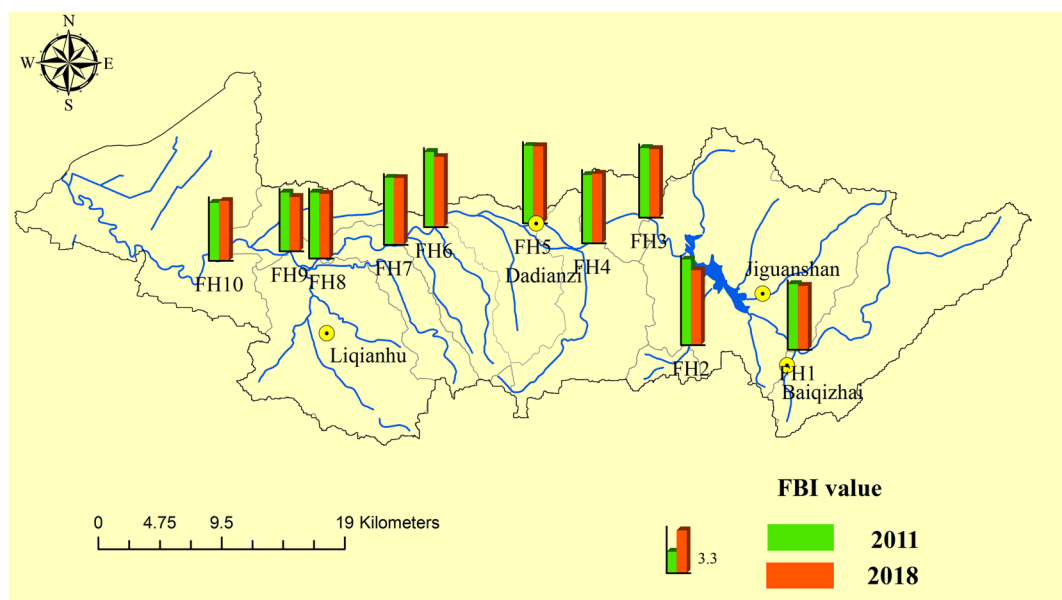 N
W E
S
FH10
FH9
FH8
FH7
FH6
FH5
FH4
FH3
FH2
FH1
Dadianzi
Jiguanshan
Liqianhu
Baiqizhai
FBI value
0 4.75 9.5 19 Kilometers
3.3
2011
2018